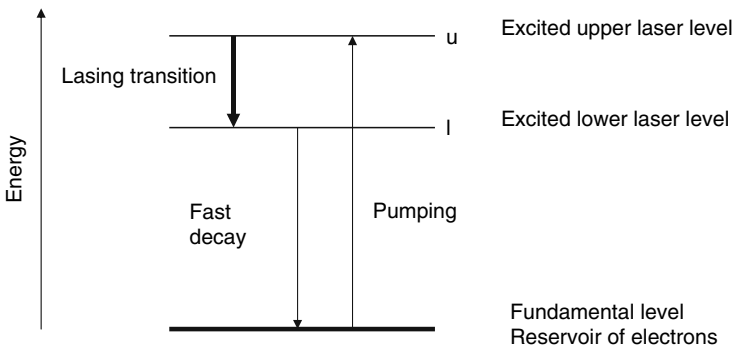 u
Excited upper laser level
Lasing transition
l
Excited lower laser level
Energy
Fast
decay
Pumping
Fundamental level
Reservoir of electrons